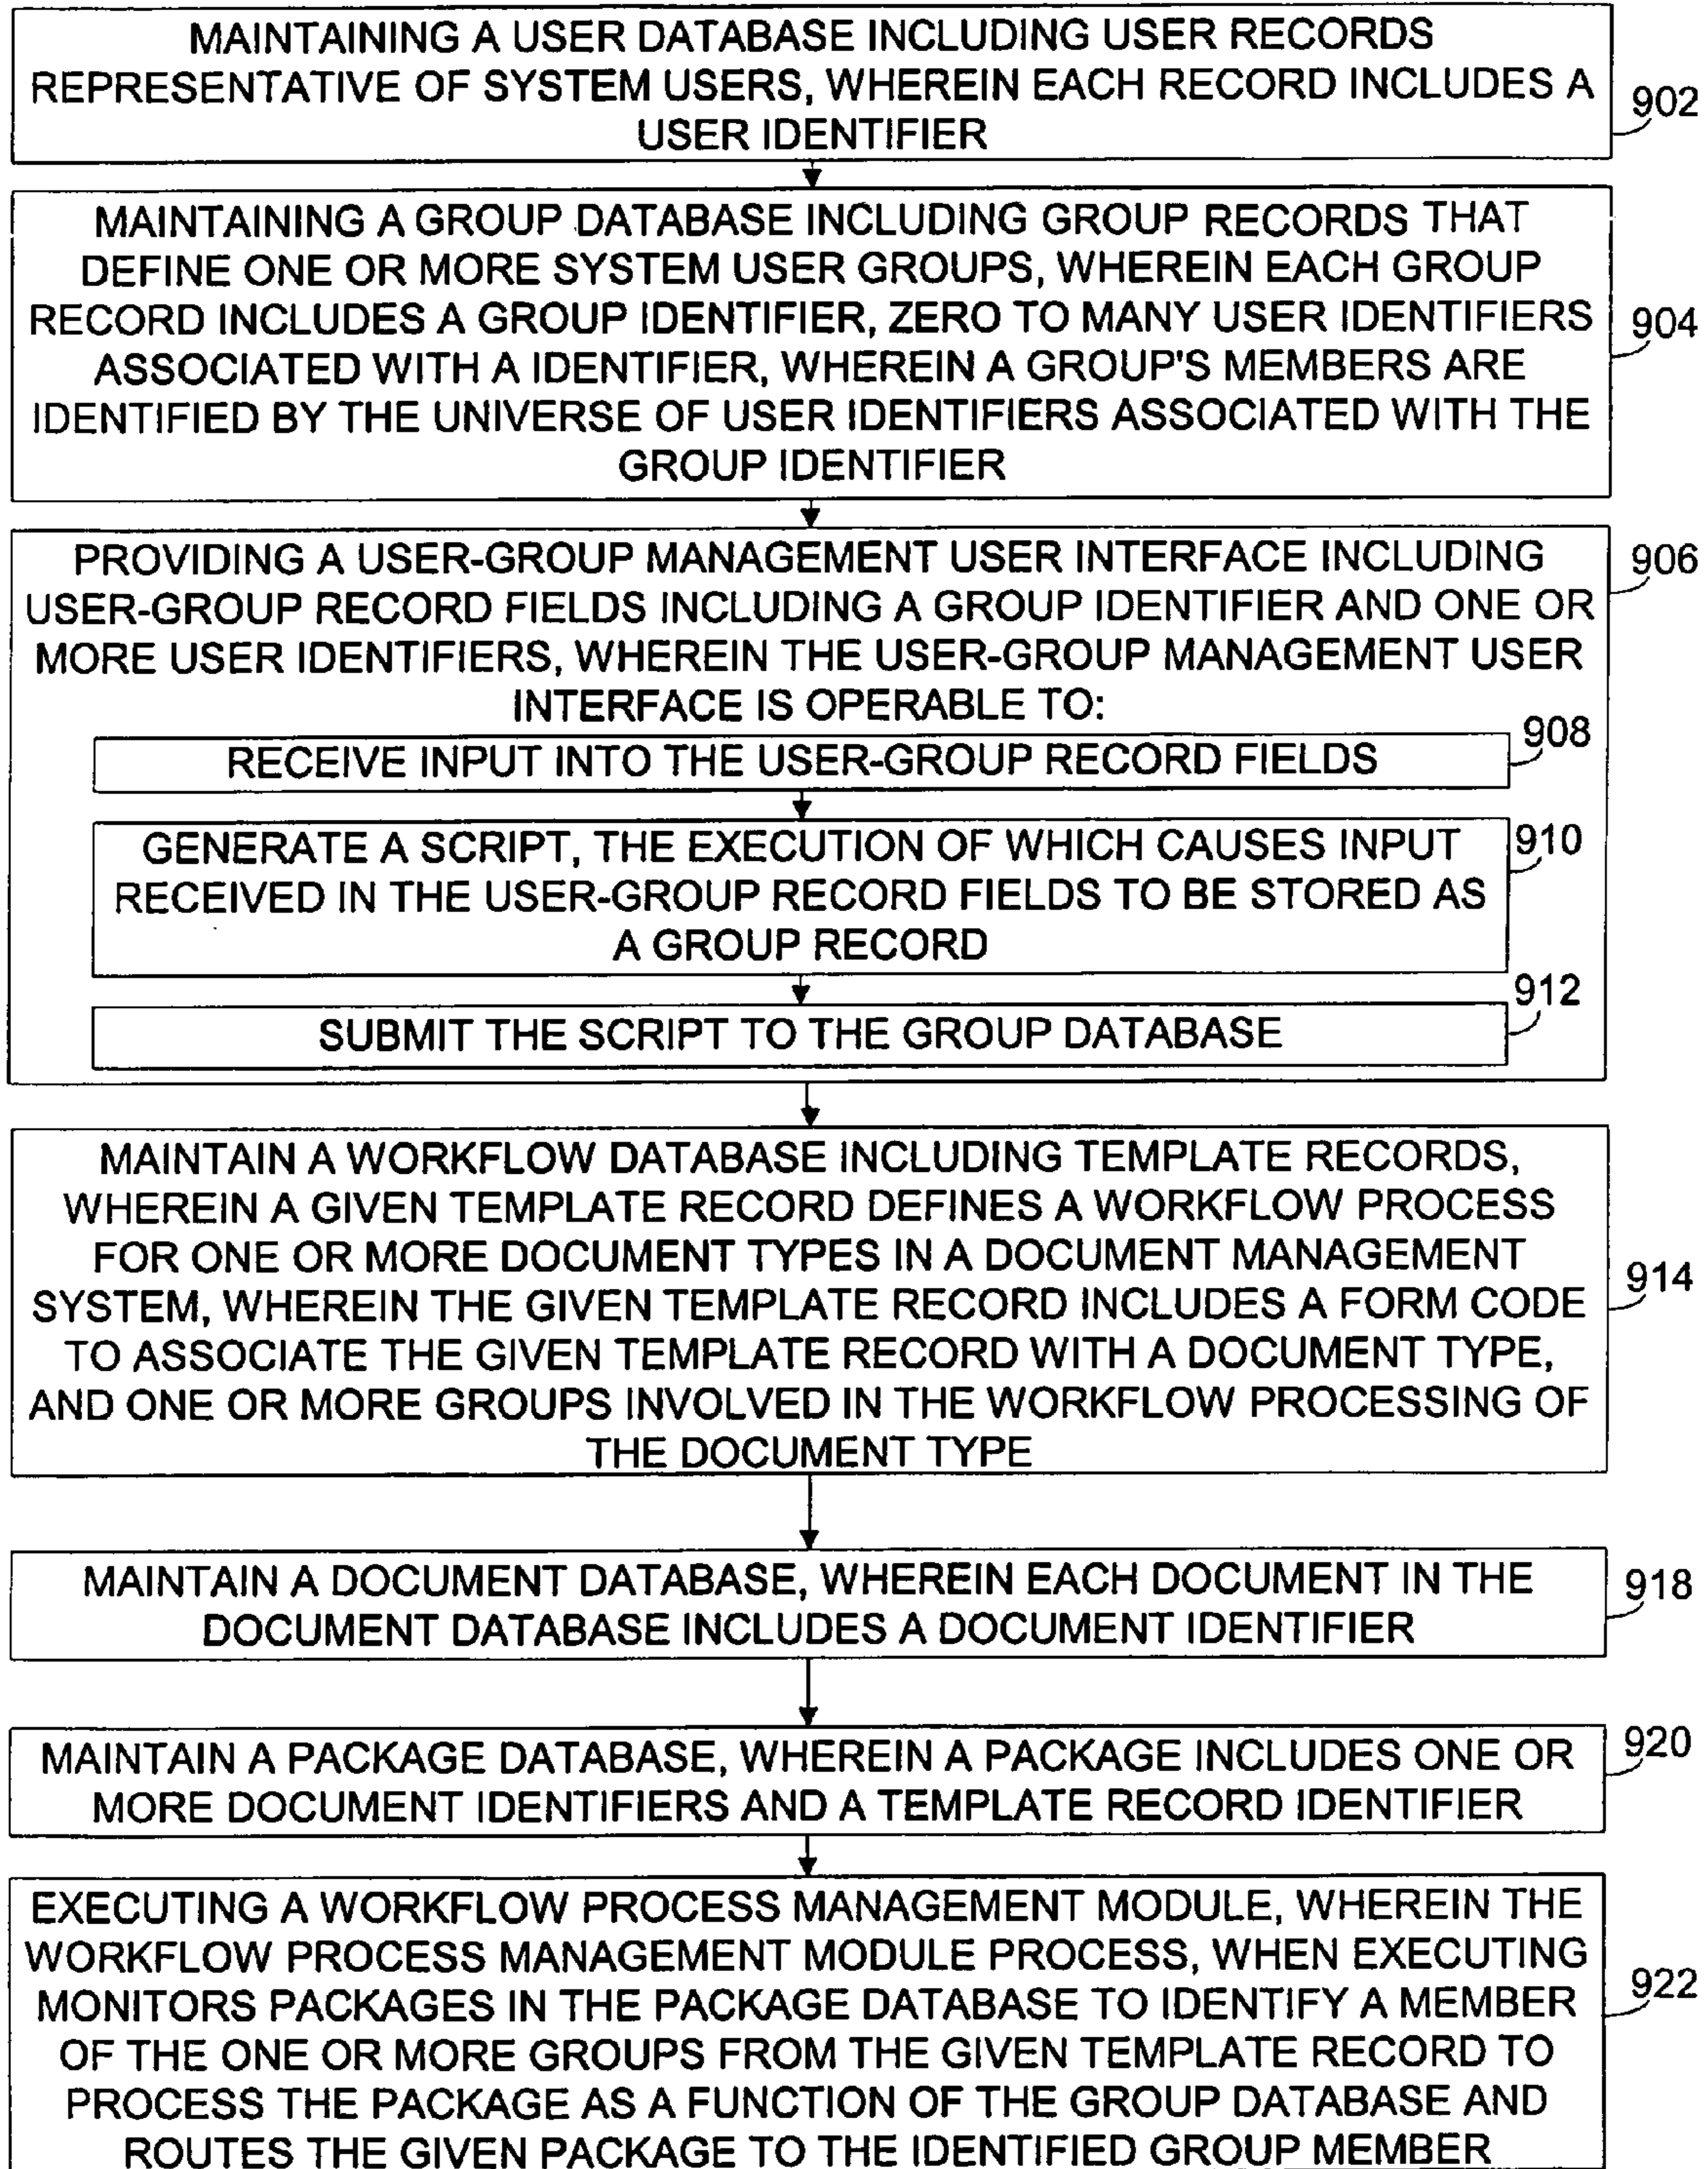 MAINTAINING A USER DATABASE INCLUDING USER RECORDS
REPRESENTATIVE OF SYSTEM USERS, WHEREIN EACH RECORD INCLUDES A
USER IDENTIFIER
902
MAINTAINING A GROUP DATABASE INCLUDING GROUP RECORDS THAT
DEFINE ONE OR MORE SYSTEM USER GROUPS, WHEREIN EACH GROUP
RECORD INCLUDES A GROUP IDENTIFIER, ZERO TO MANY USER IDENTIFIERS
ASSOCIATED WITH A IDENTIFIER, WHEREIN A GROUP'S MEMBERS ARE
IDENTIFIED BY THE UNIVERSE OF USER IDENTIFIERS ASSOCIATED WITH THE
GROUP IDENTIFIER
904
PROVIDING A USER-GROUP MANAGEMENT USER INTERFACE INCLUDING
USER-GROUP RECORD FIELDS INCLUDING A GROUP IDENTIFIER AND ONE OR
MORE USER IDENTIFIERS, WHEREIN THE USER-GROUP MANAGEMENT USER
INTERFACE IS OPERABLE TO:
906
RECEIVE INPUT INTO THE USER-GROUP RECORD FIELDS
908
GENERATE A SCRIPT, THE EXECUTION OF WHICH CAUSES INPUT
RECEIVED IN THE USER-GROUP RECORD FIELDS TO BE STORED AS
A GROUP RECORD
910
SUBMIT THE SCRIPT TO THE GROUP DATABASE
912
MAINTAIN A WORKFLOW DATABASE INCLUDING TEMPLATE RECORDS,
WHEREIN A GIVEN TEMPLATE RECORD DEFINES A WORKFLOW PROCESS
FOR ONE OR MORE DOCUMENT TYPES IN A DOCUMENT MANAGEMENT
SYSTEM, WHEREIN THE GIVEN TEMPLATE RECORD INCLUDES A FORM CODE
TO ASSOCIATE THE GIVEN TEMPLATE RECORD WITH A DOCUMENT TYPE,
AND ONE OR MORE GROUPS INVOLVED IN THE WORKFLOW PROCESSING OF
THE DOCUMENT TYPE
914
MAINTAIN A DOCUMENT DATABASE, WHEREIN EACH DOCUMENT IN THE
DOCUMENT DATABASE INCLUDES A DOCUMENT IDENTIFIER
918
MAINTAIN A PACKAGE DATABASE, WHEREIN A PACKAGE INCLUDES ONE OR
MORE DOCUMENT IDENTIFIERS AND A TEMPLATE RECORD IDENTIFIER
920
EXECUTING A WORKFLOW PROCESS MANAGEMENT MODULE, WHEREIN THE
WORKFLOW PROCESS MANAGEMENT MODULE PROCESS, WHEN EXECUTING
MONITORS PACKAGES IN THE PACKAGE DATABASE TO IDENTIFY A MEMBER
OF THE ONE OR MORE GROUPS FROM THE GIVEN TEMPLATE RECORD TO
PROCESS THE PACKAGE AS A FUNCTION OF THE GROUP DATABASE AND
ROUTES THE GIVEN PACKAGE TO THE IDENTIFIED GROUP MEMBER
922